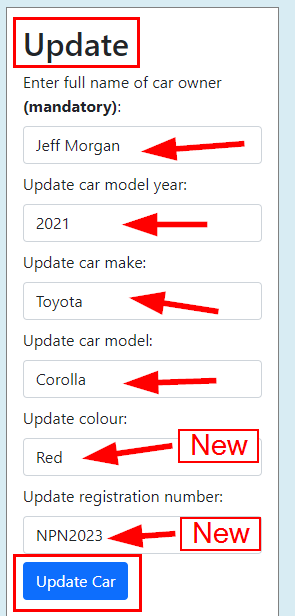 Update
Enter full name of car owner
(mandatory):
Jeff Morgan
Update car model year:
2021
Update car make:
Toyota
Update car model:
Corolla
Update colour:
Red
New
Update registration number:
NPN2023
New
Update Car